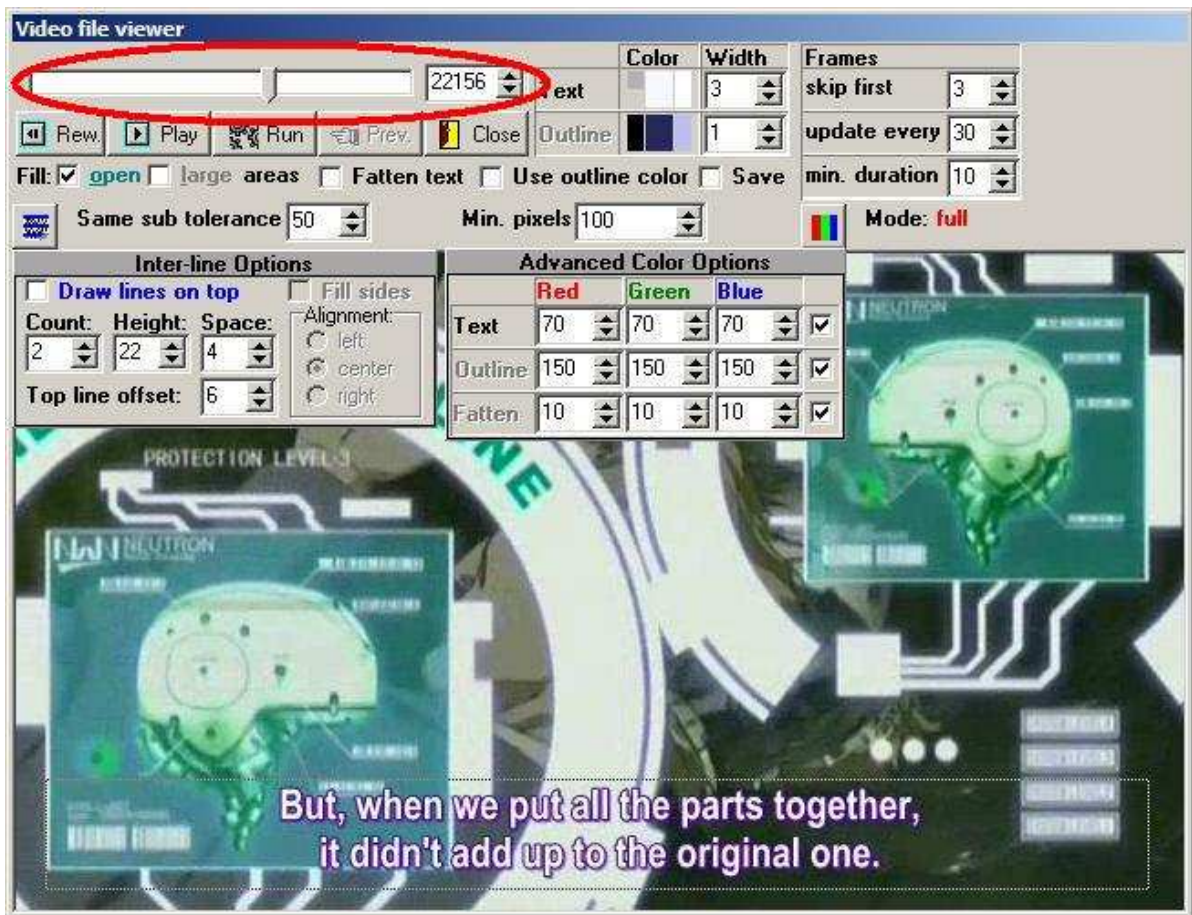 Video file viewer
22156
Color Width
Text 3
Outline 1
Frames
skip first 3
update every 30
min. duration 10
Rew. Play Run Prev. Close
Fill: open large areas Fatten text Use outline color Save
Same sub tolerance 50 Min. pixels 100 Mode: full
Inter-line Options
Draw lines on top Fill sides
Count: Height: Space:
2 22 4
Top line offset: 6
Alignment:
left
center
right
Advanced Color Options
Red Green Blue
Text 70 70 70
Outline 150 150 150
Fatten 10 10 10
NEUTRON
PROTECTION LEVEL-3
NEUTRON
But, when we put all the parts together,
it didn't add up to the original one.